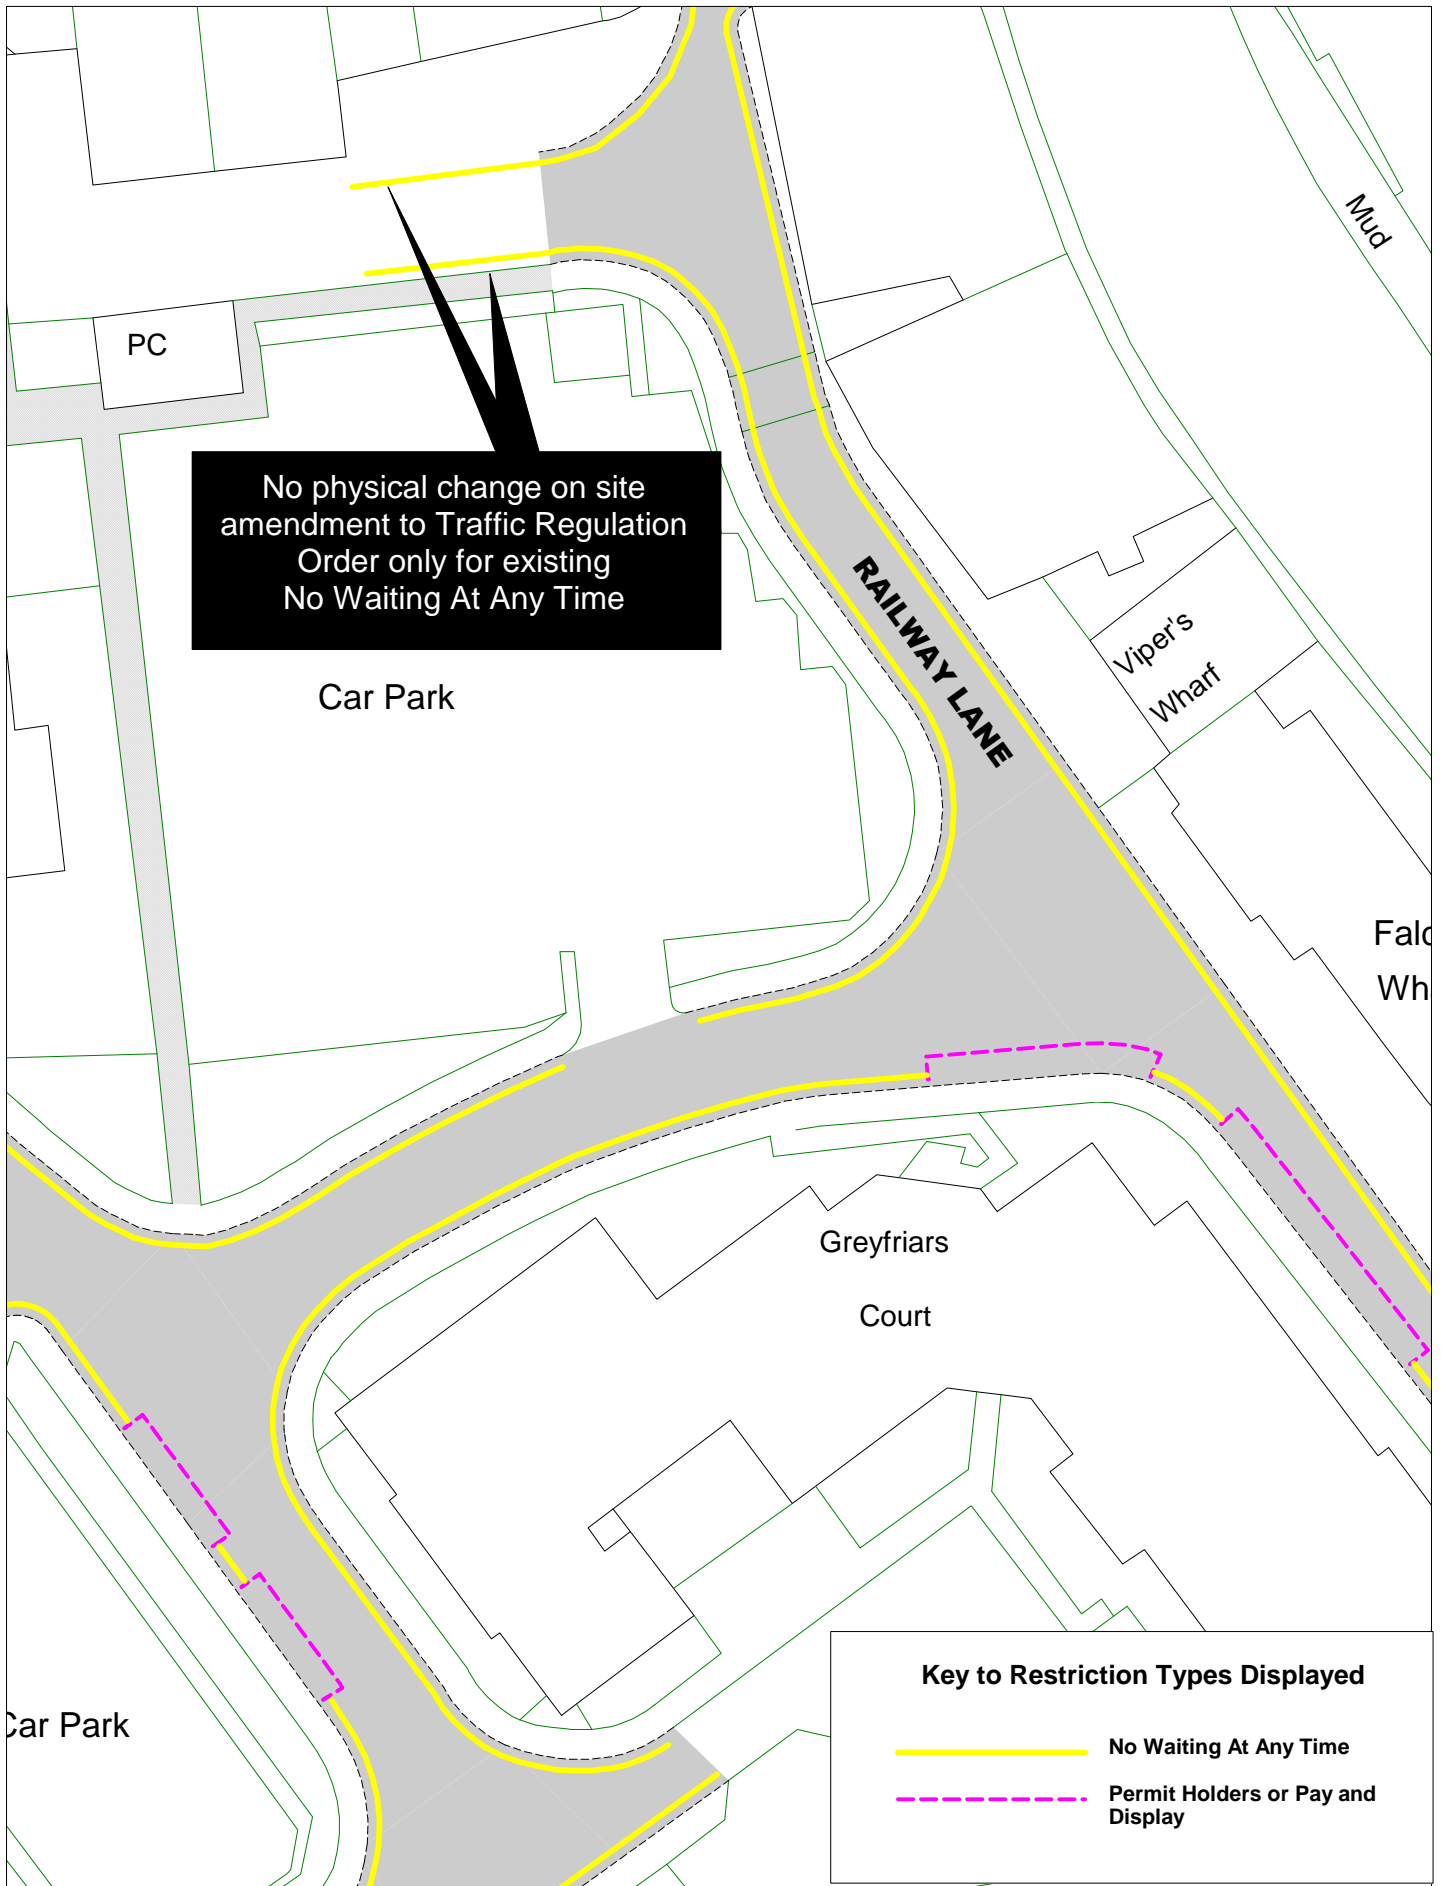 Mud
PC
No physical change on site
amendment to Traffic Regulation
Order only for existing
No Waiting At Any Time
RAILWAY LANE
Viper's
Wharf
Car Park
Falc
Wh
Greyfriars
Court
Car Park
Key to Restriction Types Displayed
No Waiting At Any Time
Permit Holders or Pay and
Display